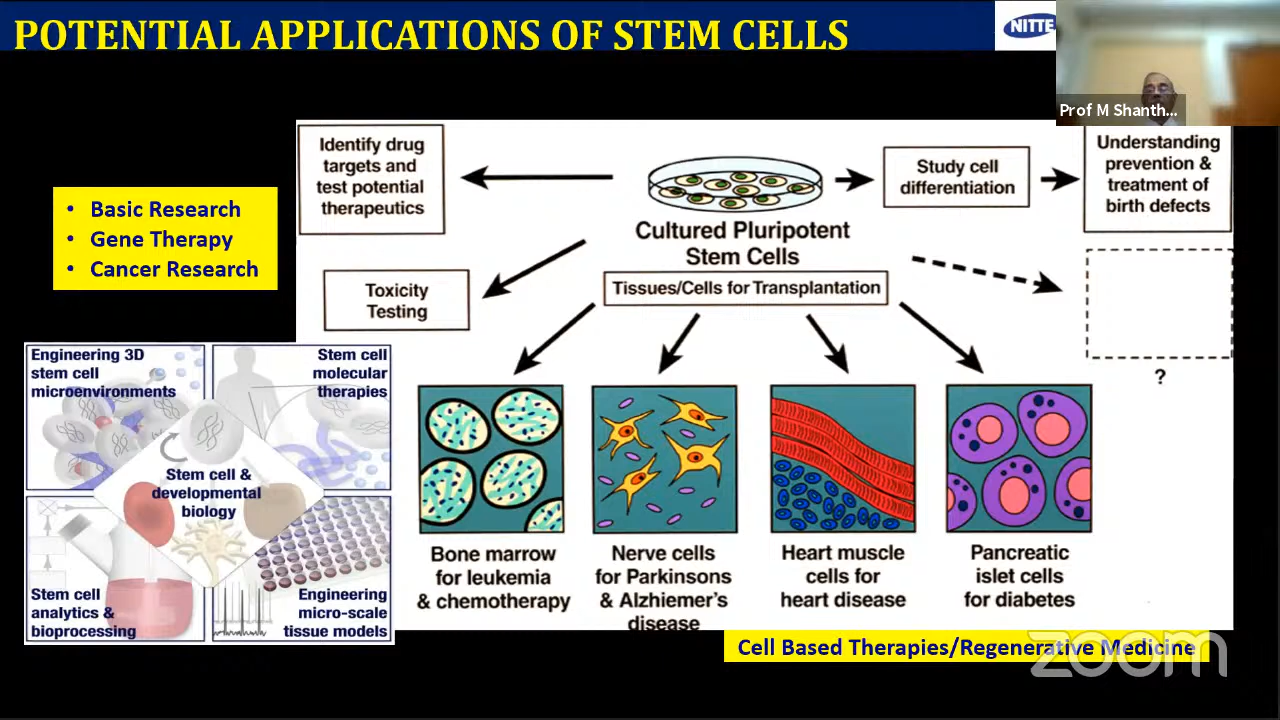 POTENTIAL APPLICATIONS OF STEM CELLS
NITTE
Prof M Shanth...
• Basic Research
• Gene Therapy
• Cancer Research
Identify drug
targets and
test potential
therapeutics
Cultured Pluripotent
Stem Cells
Study cell
differentiation
Understanding
prevention &
treatment of
birth defects
Toxicity
Testing
Tissues/Cells for Transplantation
?
Bone marrow
for leukemia
& chemotherapy
Nerve cells
for Parkinsons
& Alzhiemer's
disease
Heart muscle
cells for
heart disease
Pancreatic
islet cells
for diabetes
Engineering 3D
stem cell
microenvironments
Stem cell
molecular
therapies
Stem cell &
developmental
biology
Stem cell
analytics &
bioprocessing
Engineering
micro-scale
tissue models
Cell Based Therapies/Regenerative Medicine
zoom